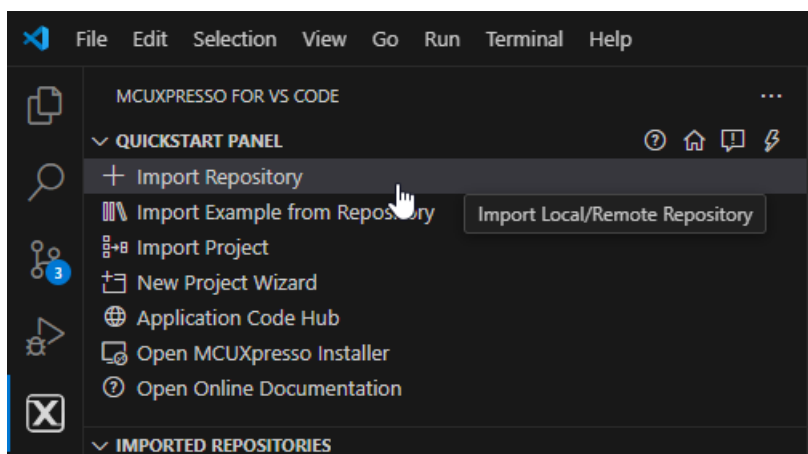 File Edit Selection View Go Run Terminal Help
MCUXPRESSO FOR VS CODE
QUICKSTART PANEL
Import Repository
Import Example from Repository
Import Local/Remote Repository
Import Project
3
New Project Wizard
Application Code Hub
Open MCUXpresso Installer
Open Online Documentation
IMPORTED REPOSITORIES